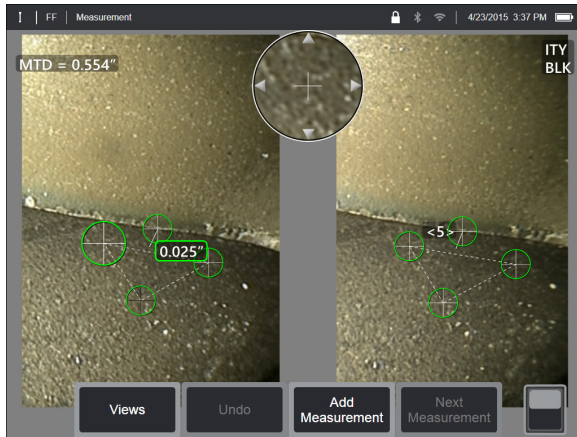 I FF Measurement 4/23/2015 3:37 PM
MTD = 0.554"
ITY
BLK
0.025"
<5>
Views
Undo
Add
Measurement
Next
Measurement